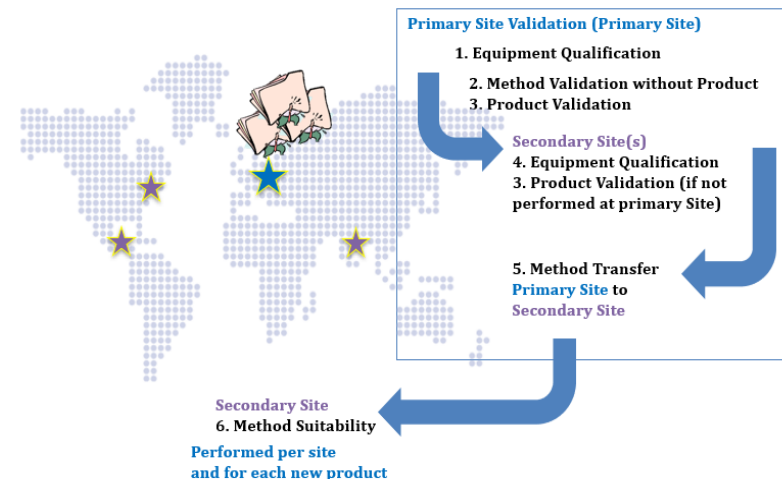 Primary Site Validation (Primary Site)
1. Equipment Qualification
2. Method Validation without Product
3. Product Validation
Secondary Site(s)
4. Equipment Qualification
3. Product Validation (if not
performed at primary Site)
5. Method Transfer
Primary Site to
Secondary Site
Secondary Site
6. Method Suitability
Performed per site
and for each new product